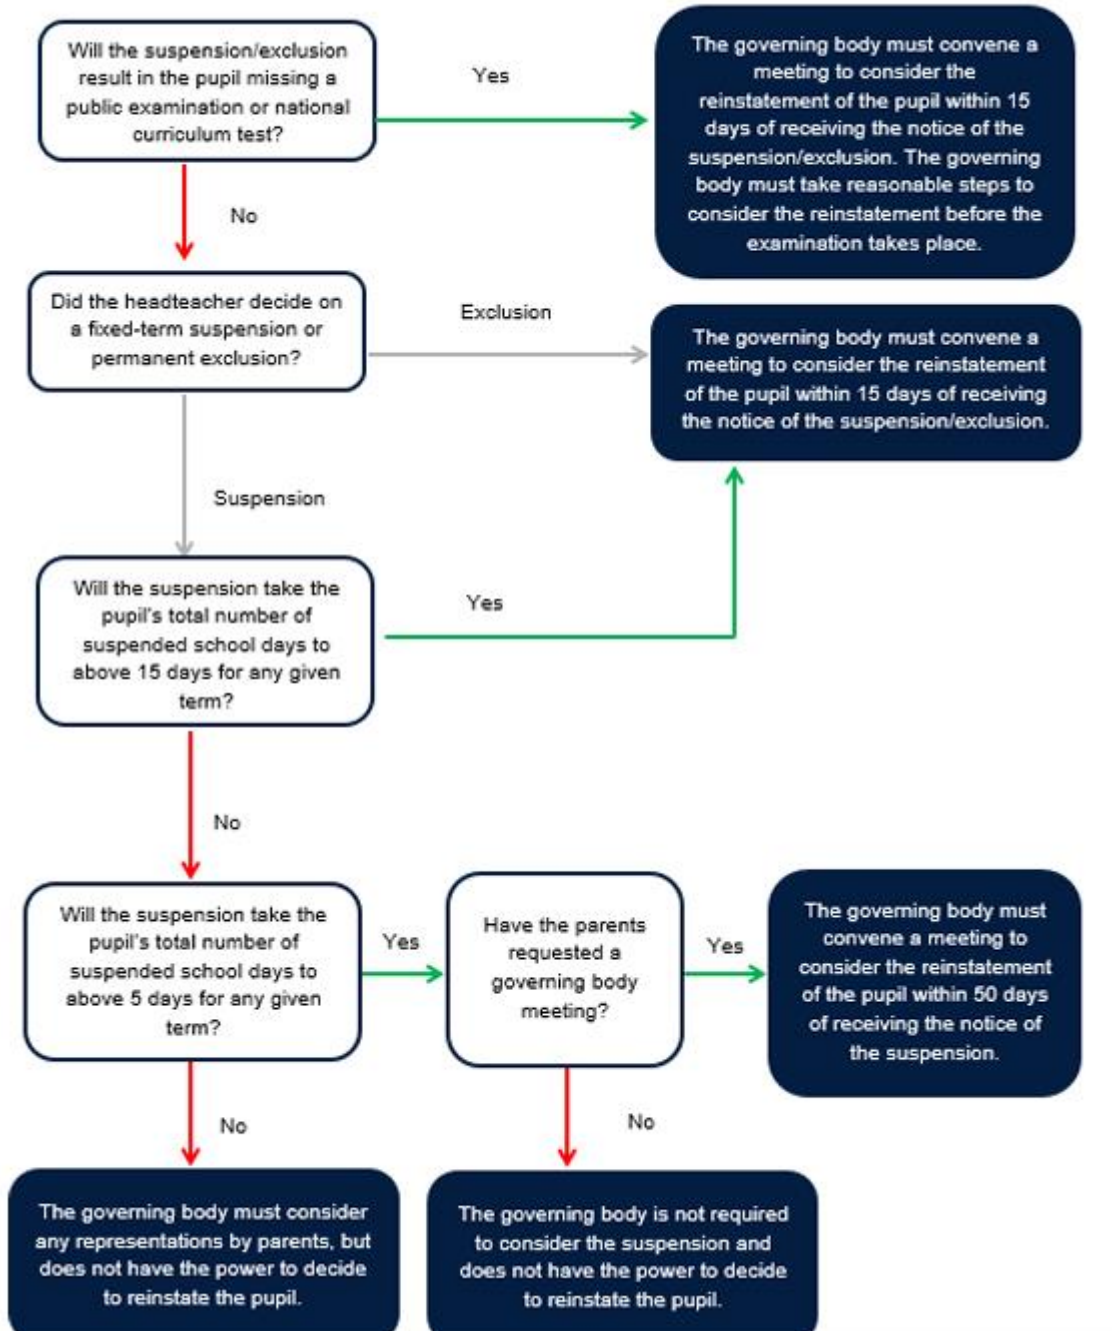 Will the suspension/exclusion
result in the pupil missing a
public examination or national
curriculum test?
Yes
The governing body must convene a
meeting to consider the
reinstatement of the pupil within 15
days of receiving the notice of the
suspension/exclusion. The governing
body must take reasonable steps to
consider the reinstatement before the
examination takes place.
No
Did the headteacher decide on
a fixed-term suspension or
permanent exclusion?
Exclusion
The governing body must convene a
meeting to consider the reinstatement
of the pupil within 15 days of receiving
the notice of the suspension/exclusion.
Suspension
Will the suspension take the
pupil's total number of
suspended school days to
above 15 days for any given
term?
Yes
No
Will the suspension take the
pupil's total number of
suspended school days to
above 5 days for any given
term?
Yes
Have the parents
requested a
governing body
meeting?
Yes
The governing body must
convene a meeting to
consider the reinstatement
of the pupil within 50 days
of receiving the notice of
the suspension.
No
No
The governing body must consider
any representations by parents, but
does not have the power to decide
to reinstate the pupil.
The governing body is not required
to consider the suspension and
does not have the power to decide
to reinstate the pupil.